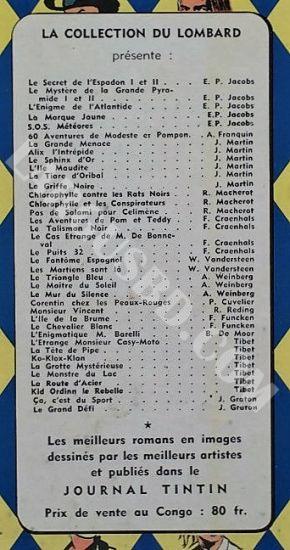 LA COLLECTION DU LOMBARD
présente :
Le Secret de l'Espadon I et II . . . E. P. Jacobs
Le Mystère de la Grande Pyra-
mide I et II . . . . E. P. Jacobs
L'Enigme de l'Atlantide . . . E. P. Jacobs
La Marque Jaune . . . . E.P. Jacobs
S.O.S. Météores . . . . E.P. Jacobs
60 Aventures de Modeste et Pompon . A. Franquin
La Grande Menace . . . . J. Martin
Alix l'Intrépide . . . . J. Martin
Le Sphinx d'Or . . . . J. Martin
L'Ile Maudite . . . . J. Martin
La Tiare d'Oribal . . . . J. Martin
La Griffe Noire . . . . J. Martin
Chlorophylle contre les Rats Noirs . R. Macherot
Chlorophylle et les Conspirateurs . R. Macherot
Pas de Salami pour Celimène . . R. Macherot
Les Aventures de Pom et Teddy . . F. Craenhals
Le Talisman Noir . . . . F. Craenhals
Le Cas Etrange de M. De Bonne-
val . . . . F. Craenhals
Le Puits 32 . . . . F. Craenhals
Le Fantôme Espagnol . . . W. Vandersteen
Les Martiens sont là . . . W. Vandersteen
Le Triangle Bleu . . . . A. Weinberg
Le Maître du Soleil . . . A. Weinberg
Le Mur du Silence . . . . A. Weinberg
Corentin chez les Peaux-Rouges . . P. Cuvelier
Monsieur Vincent . . . . R. Reding
L'Ile de la Brume . . . . F. Funcken
Le Chevalier Blanc . . . . F. Funcken
L'Enigmatique M. Barelli . . . B. De Moor
L'Etrange Monsieur Casy-Moto . . Tibet
La Tête de Pipe . . . . Tibet
Ko-Klox-Klan . . . . Tibet
La Grotte Mystérieuse . . . Tibet
Le Monstre du Lac . . . . Tibet
La Route d'Acier . . . . Tibet
Kid Ordinn le Rebelle . . . Tibet
Ça, c'est du Sport . . . . J. Graton
Le Grand Défi . . . . J. Graton
★
Les meilleurs romans en images
dessinés par les meilleurs artistes
et publiés dans le
JOURNAL TINTIN
Prix de vente au Congo : 80 fr.